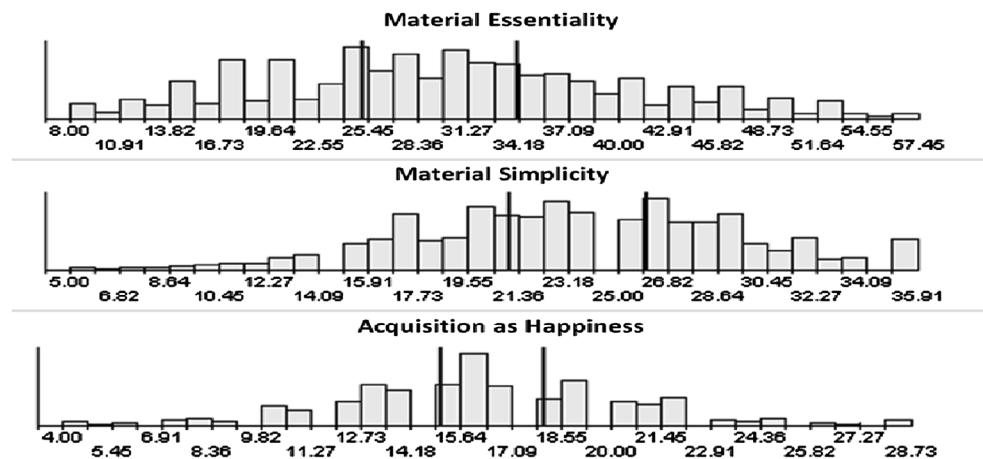 Material Essentiality
8.00 13.82 19.64 25.45 31.27 37.09 42.91 48.73 54.55
10.91 16.73 22.55 28.36 34.18 40.00 45.82 51.64 57.45
Material Simplicity
5.00 8.64 12.27 15.91 19.55 23.18 26.82 30.45 34.09
6.82 10.45 14.09 17.73 21.36 25.00 28.64 32.27 35.91
Acquisition as Happiness
4.00 6.91 9.82 12.73 15.64 18.55 21.45 24.36 27.27
5.45 8.36 11.27 14.18 17.09 20.00 22.91 25.82 28.73